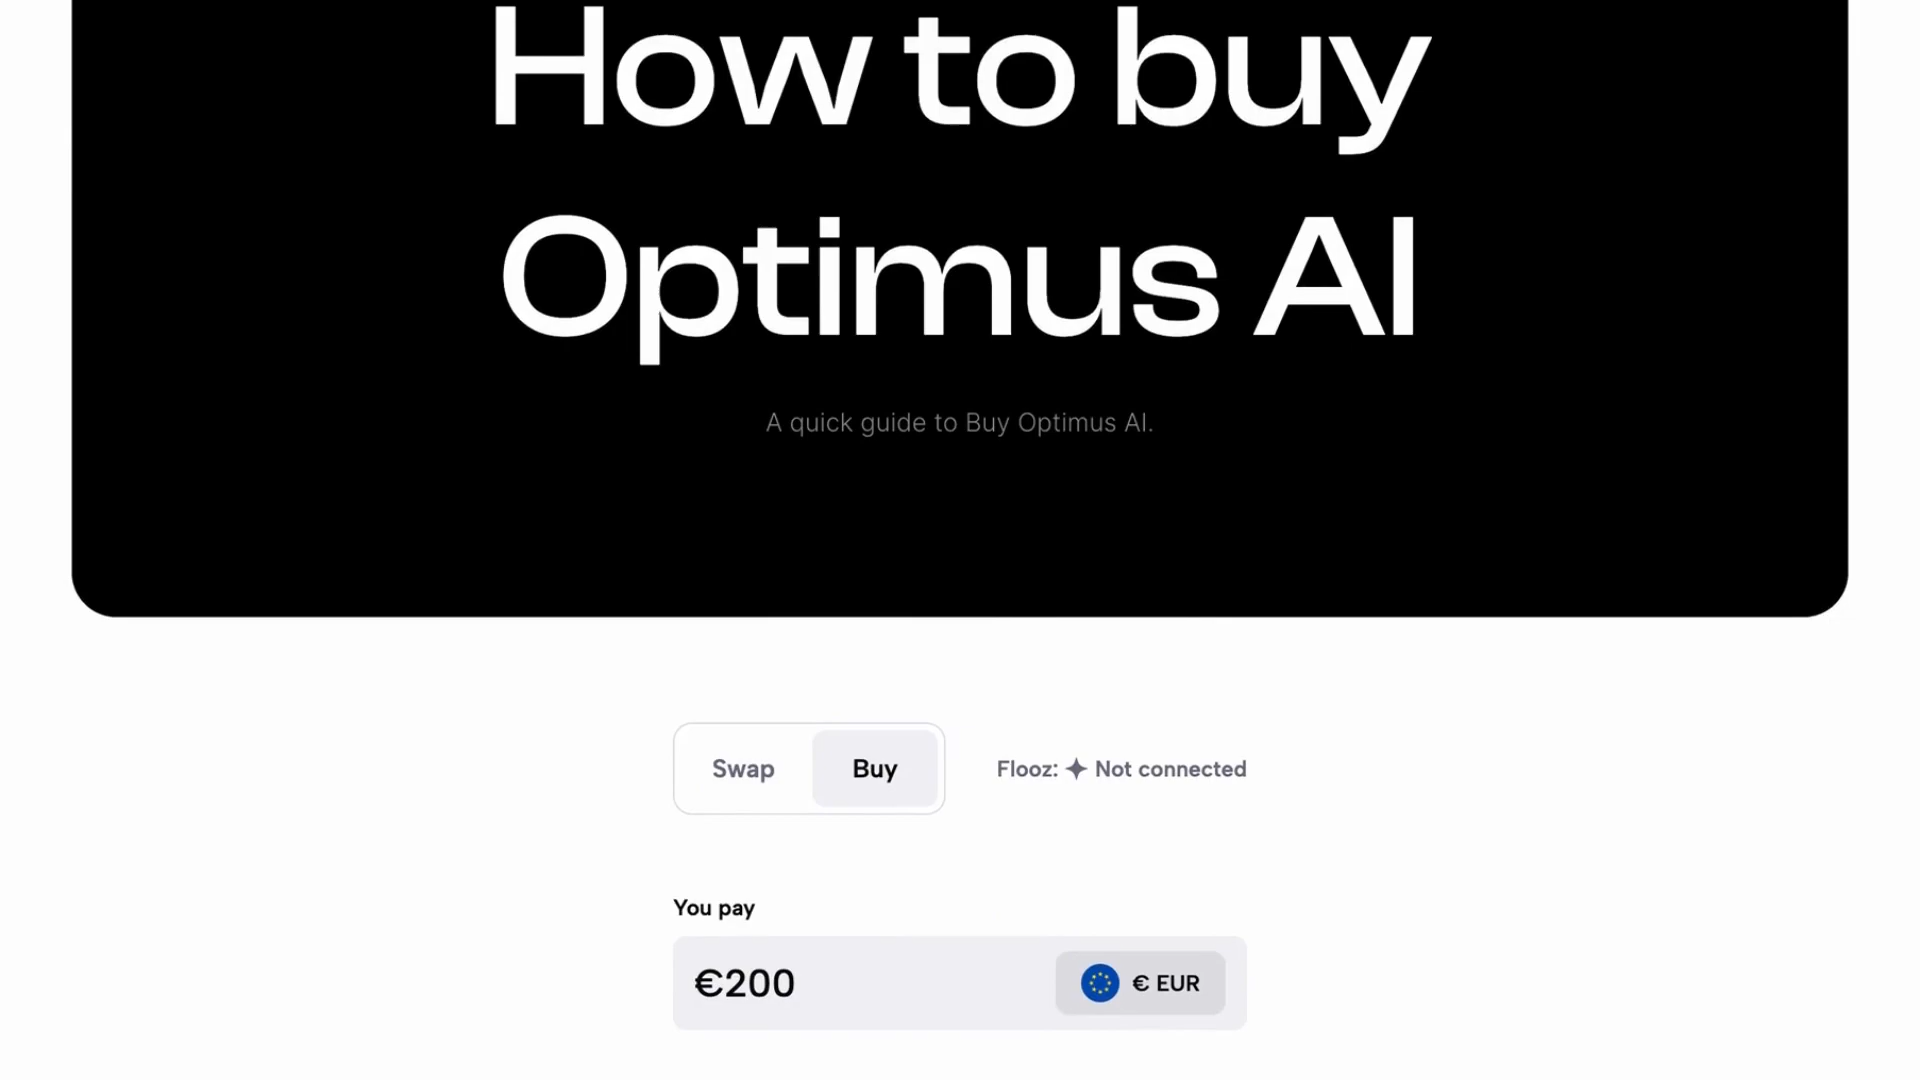 How to buy
Optimus AI
A quick guide to Buy Optimus AI.
Swap Buy Flooz: Not connected
You pay
€200 € EUR